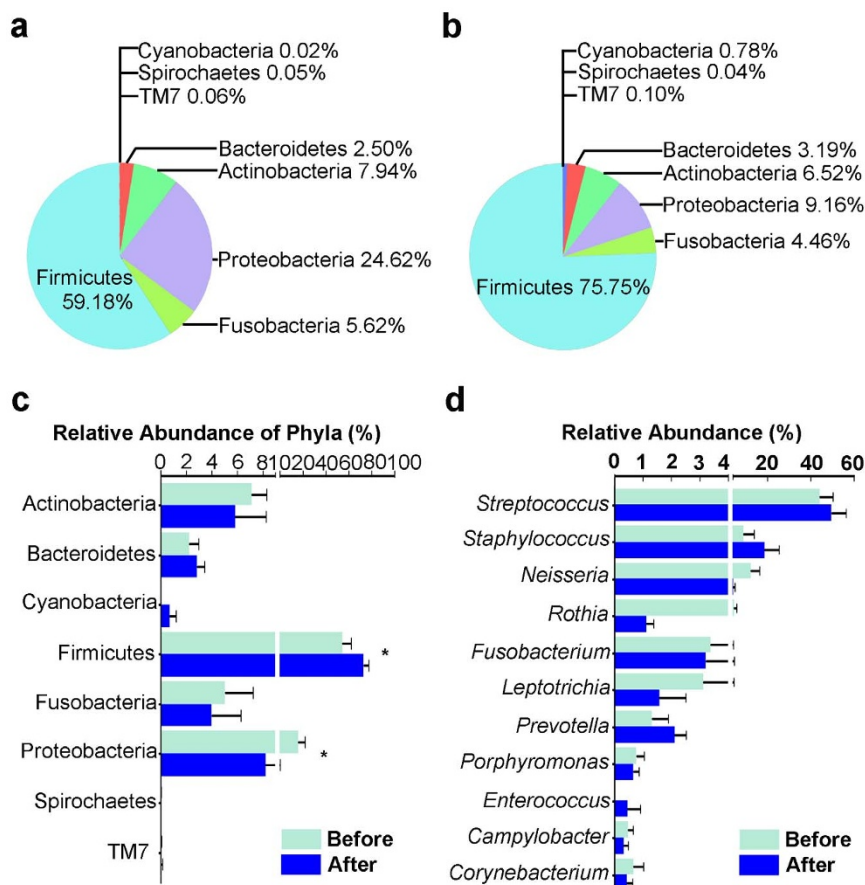 a
Cyanobacteria 0.02%
Spirochaetes 0.05%
TM7 0.06%
Bacteroidetes 2.50%
Actinobacteria 7.94%
Proteobacteria 24.62%
Firmicutes
59.18%
Fusobacteria 5.62%
b
Cyanobacteria 0.78%
Spirochaetes 0.04%
TM7 0.10%
Bacteroidetes 3.19%
Actinobacteria 6.52%
Proteobacteria 9.16%
Fusobacteria 4.46%
Firmicutes 75.75%
c
Relative Abundance of Phyla (%)
0 2 4 6 8 10 20 40 60 80 100
Actinobacteria
Bacteroidetes
Cyanobacteria
Firmicutes
*
Fusobacteria
Proteobacteria
*
Spirochaetes
TM7
Before
After
d
Relative Abundance (%)
0 1 2 3 4 20 40 60
Streptococcus
Staphylococcus
Neisseria
Rothia
Fusobacterium
Leptotrichia
Prevotella
Porphyromonas
Enterococcus
Campylobacter
Corynebacterium
Before
After